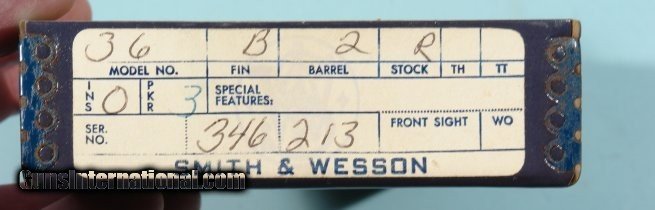 36 B 2 R
MODEL NO. FIN BARREL STOCK TH TT
INS 0 PKR 3 SPECIAL FEATURES:
SER. NO. 346 213 FRONT SIGHT WO
SMITH & WESSON
GunsInternational.com